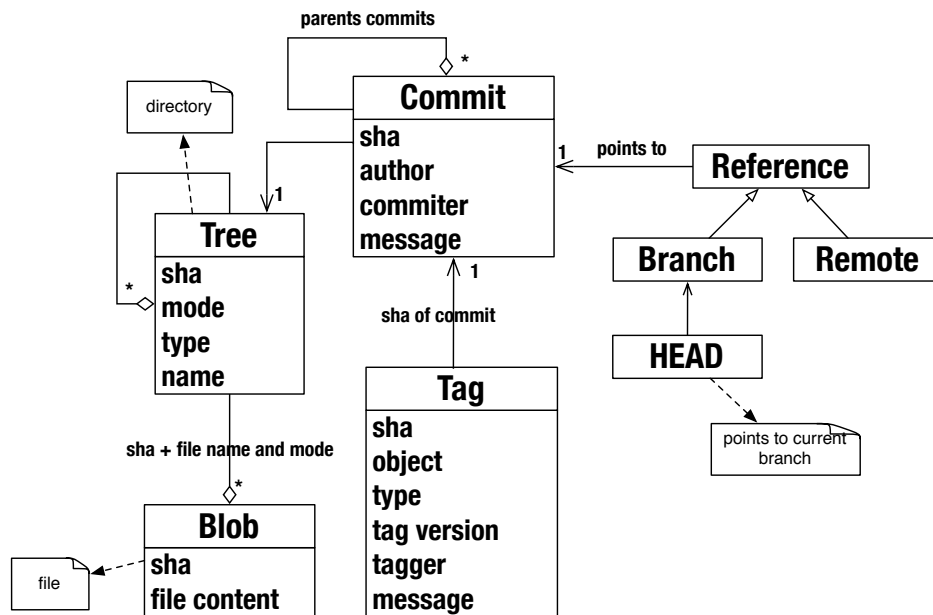 parents commits
*
Commit
sha
author
commiter
message
directory
1
points to
1
Reference
Tree
sha
mode
type
name
*
Branch
Remote
1
sha of commit
HEAD
points to current
branch
Tag
sha
object
type
tag version
tagger
message
sha + file name and mode
*
Blob
sha
file content
file